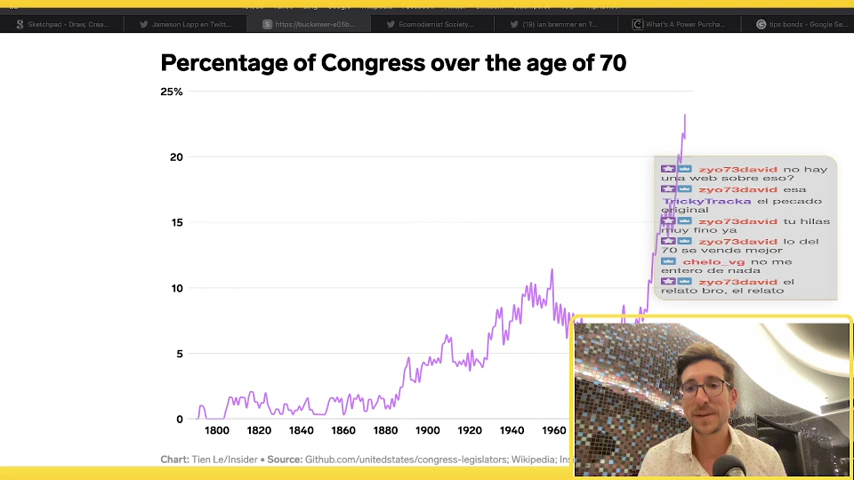 Sketchpad - Draw, Crea...
Jameson Lopp en Twitt...
https://bucketeer-e05b...
Ecomodernist Society...
(19) ian bremmer en T...
What's A Power Purcha...
tips bonds - Google Se...
Percentage of Congress over the age of 70
25%
20
15
10
5
0
1800 1820 1840 1860 1880 1900 1920 1940 1960
zyo73david no hay
una web sobre eso?
zyo73david esa
TrickyTracka el pecado
original
zyo73david tu hilas
muy fino ya
zyo73david lo del
70 se vende mejor
chelo_vg no me
entero de nada
zyo73david el
relato bro, el relato
Chart: Tien Le/Insider • Source: Github.com/unitedstates/congress-legislators; Wikipedia;